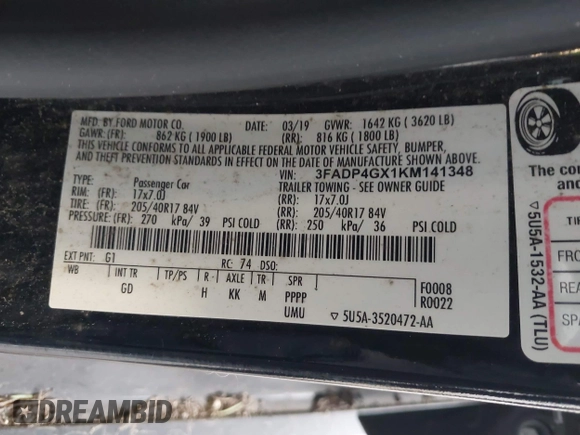 MFD. BY FORD MOTOR CO. DATE: 03/19 GVWR: 1642 KG ( 3620 LB)
GAWR: (FR): 862 KG ( 1900 LB) (RR): 816 KG ( 1800 LB)
THIS VEHICLE CONFORMS TO ALL APPLICABLE FEDERAL MOTOR VEHICLE SAFETY, BUMPER,
AND THEFT PREVENTION STANDARDS IN EFFECT ON THE DATE OF MANUFACTURE SHOWN ABOVE.
VIN: 3FADP4GX1KM141348
TYPE: Passenger Car TRAILER TOWING - SEE OWNER GUIDE
RIM: (FR): 17x7.0J (RR): 17x7.0J
TIRE: (FR): 205/40R17 84V (RR): 205/40R17 84V
PRESSURE: (FR) 270 kPa/ 39 PSI COLD (RR): 250 kPa/ 36 PSI COLD
EXT PNT: G1 RC: 74 DSO:
WB INT TR TP/PS R AXLE TR SPR F0008
GD H KK M PPPP R0022
UMU ▽ 5U5A-3520472-AA
▽ 5U5A-1532-AA (TLU)
The co
and
TI
FRO
REA
SPA
DREAMBID